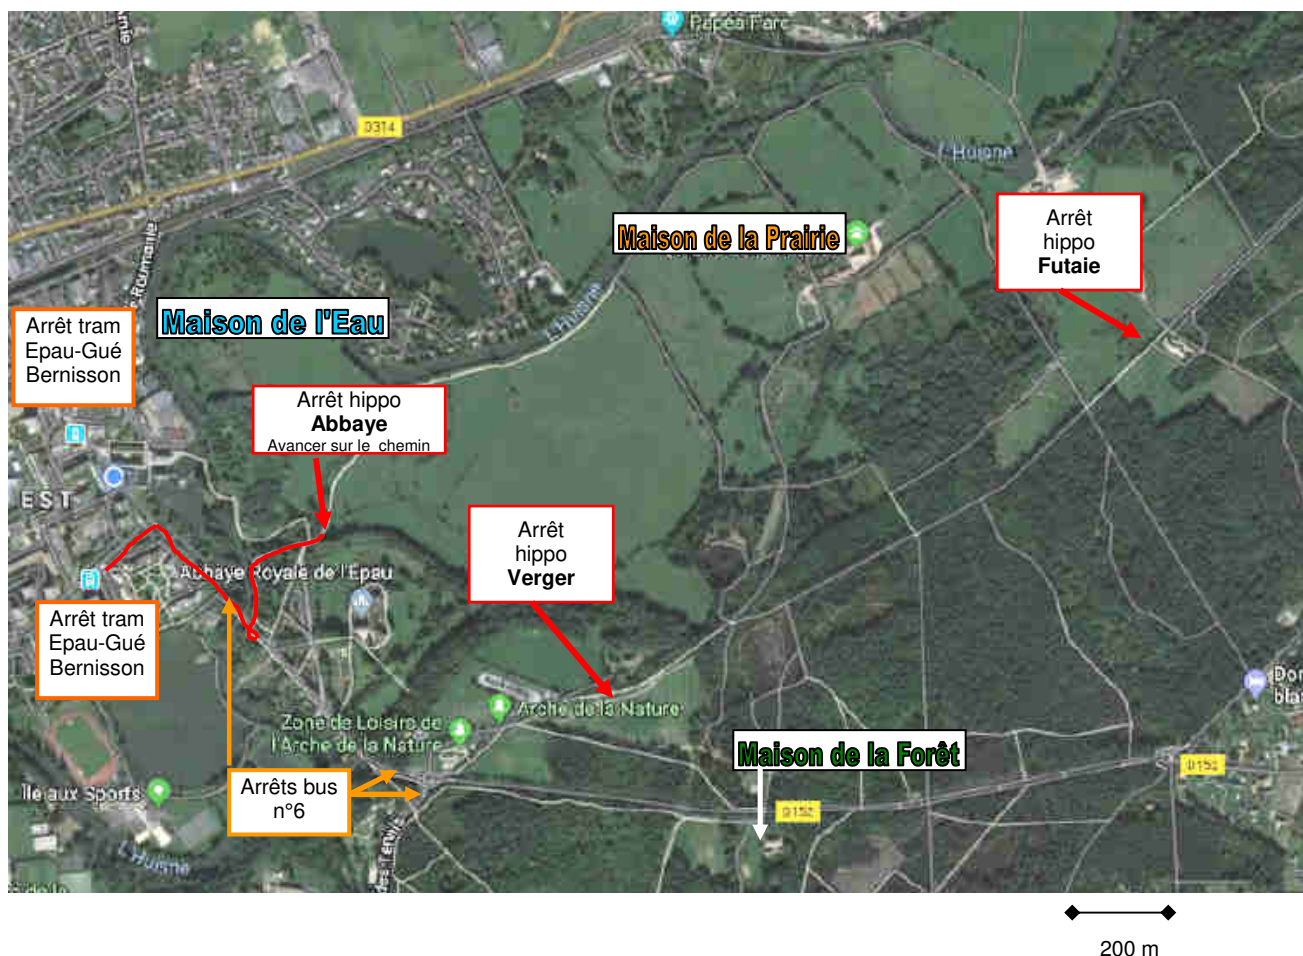 Papéa Parc
D314
l'Huisne
Arrêt
hippo
Futaie
Maison de la Prairie
Maison de l'Eau
l'Huisne
Arrêt tram
Epau-Gué
Bernisson
Arrêt hippo
Abbaye
Avancer sur le chemin
EST
Arrêt
hippo
Verger
Abbaye Royale de l'Epau
Arrêt tram
Epau-Gué
Bernisson
Arche de la Nature
Zone de Loisirs de
l'Arche de la Nature
Maison de la Forêt
D152
Île aux Sports
Arrêts bus
n°6
D152
l'Huisne
200 m